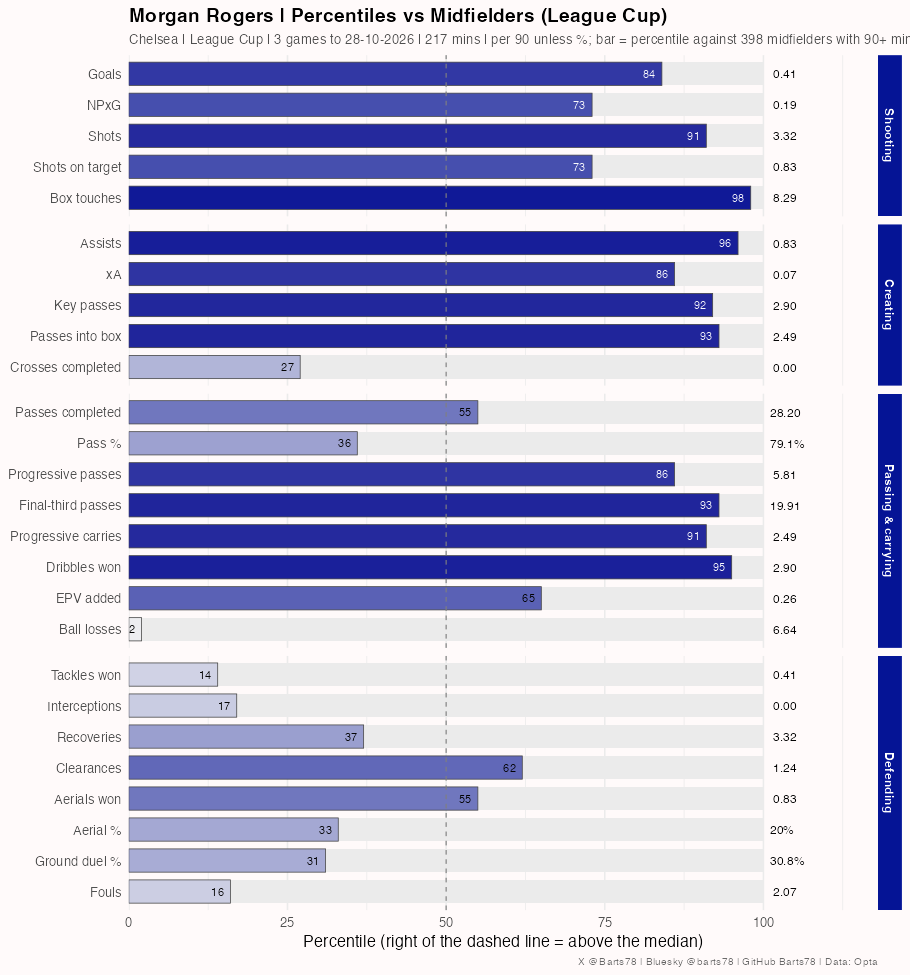 Morgan Rogers | Percentiles vs Midfielders (League Cup)
Chelsea | League Cup | 3 games to 28-10-2026 | 217 mins | per 90 unless %; bar = percentile against 398 midfielders with 90+ min
Goals 84 0.41
NPxG 73 0.19
Shots 91 3.32
Shots on target 73 0.83
Box touches 98 8.29
Shooting
Assists 96 0.83
xA 86 0.07
Key passes 92 2.90
Passes into box 93 2.49
Crosses completed 27 0.00
Creating
Passes completed 55 28.20
Pass % 36 79.1%
Progressive passes 86 5.81
Final-third passes 93 19.91
Progressive carries 91 2.49
Dribbles won 95 2.90
EPV added 65 0.26
Ball losses 2 6.64
Passing & carrying
Tackles won 14 0.41
Interceptions 17 0.00
Recoveries 37 3.32
Clearances 62 1.24
Aerials won 55 0.83
Aerial % 33 20%
Ground duel % 31 30.8%
Fouls 16 2.07
Defending
0 25 50 75 100
Percentile (right of the dashed line = above the median)
X @Barts78 | Bluesky @barts78 | GitHub Barts78 | Data: Opta